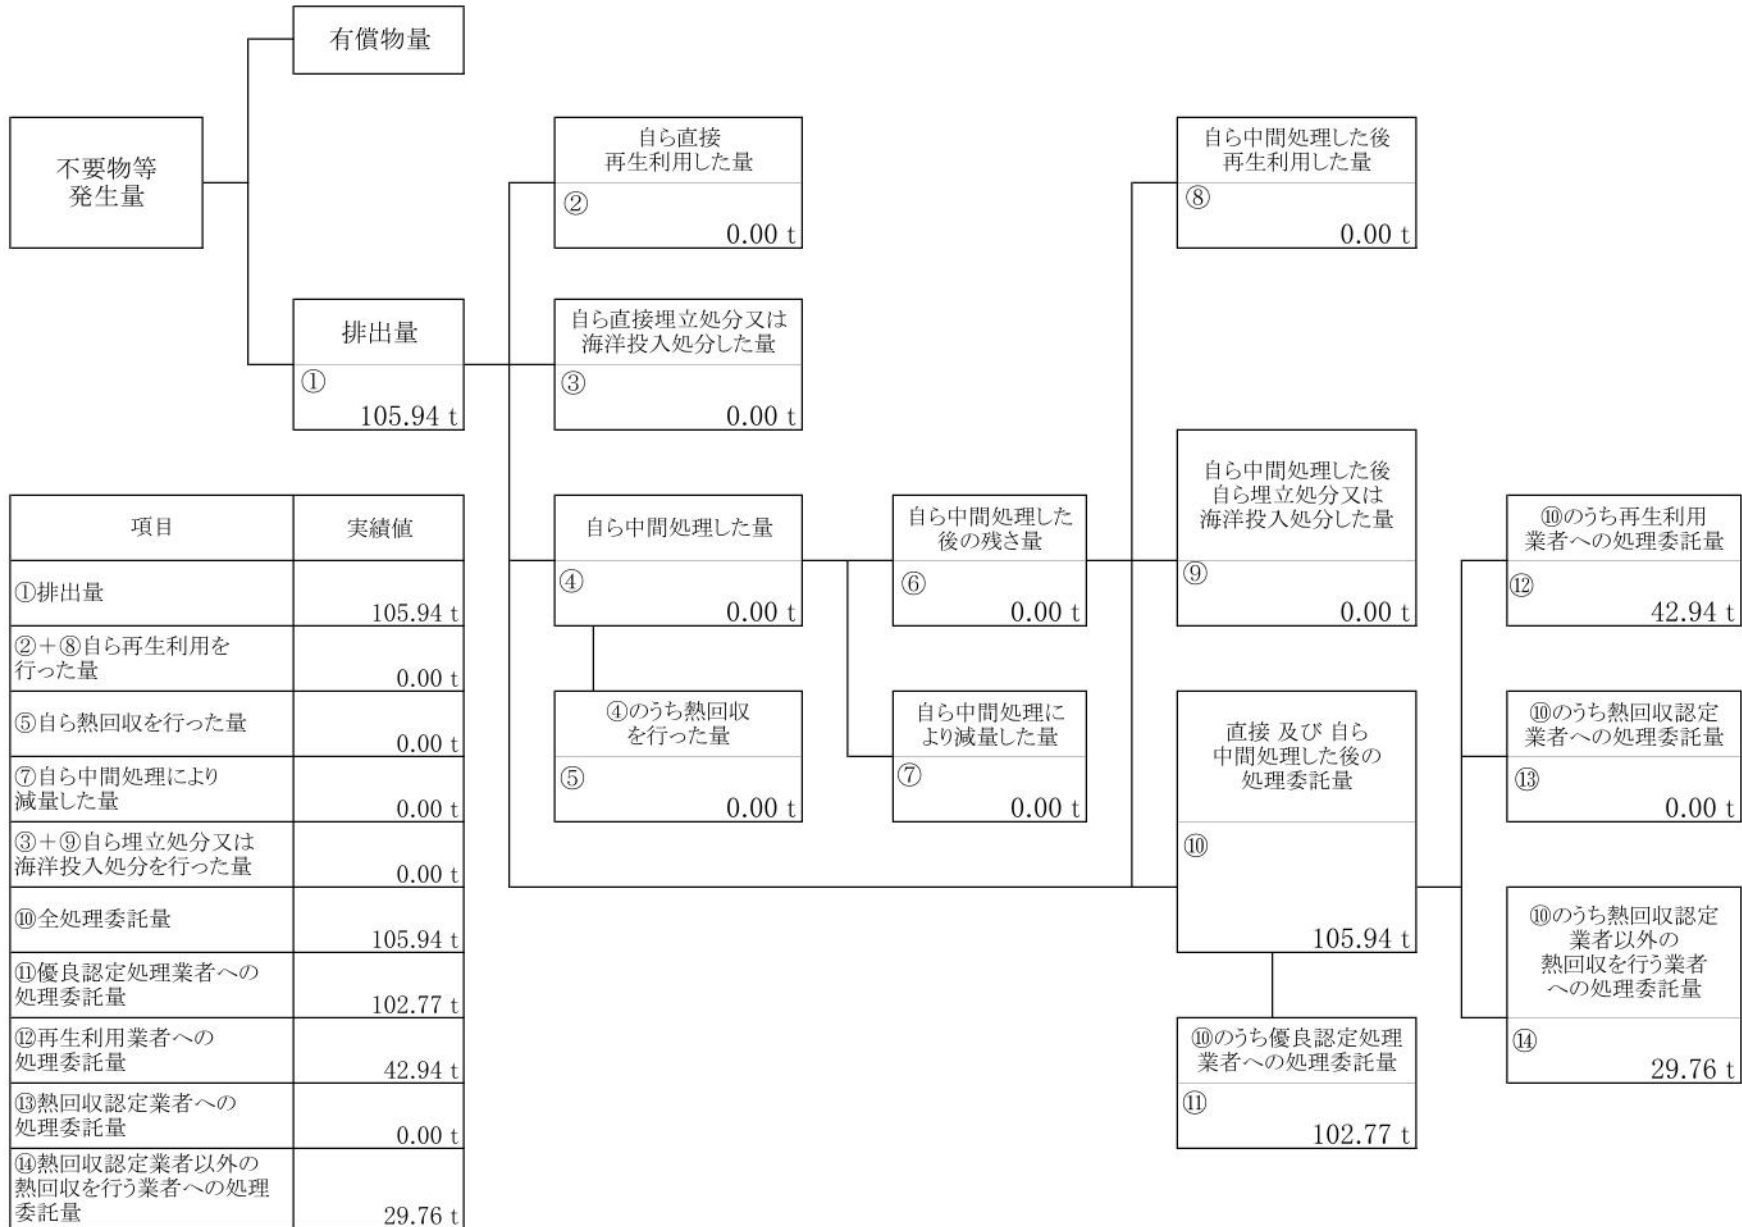 有償物量
不要物等
発生量
排出量
①
105.94 t
自ら直接
再生利用した量
②
0.00 t
自ら直接埋立処分又は
海洋投入処分した量
③
0.00 t
自ら中間処理した量
④
0.00 t
④のうち熱回収
を行った量
⑤
0.00 t
自ら中間処理した
後の残さ量
⑥
0.00 t
自ら中間処理に
より減量した量
⑦
0.00 t
自ら中間処理した後
再生利用した量
⑧
0.00 t
自ら中間処理した後
自ら埋立処分又は
海洋投入処分した量
⑨
0.00 t
直接 及び 自ら
中間処理した後の
処理委託量
⑩
105.94 t
⑩のうち優良認定処理
業者への処理委託量
⑪
102.77 t
⑩のうち再生利用
業者への処理委託量
⑫
42.94 t
⑩のうち熱回収認定
業者への処理委託量
⑬
0.00 t
⑩のうち熱回収認定
業者以外の
熱回収を行う業者
への処理委託量
⑭
29.76 t
項目 実績値
①排出量
105.94 t
②＋⑧自ら再生利用を
行った量
0.00 t
⑤自ら熱回収を行った量
0.00 t
⑦自ら中間処理により
減量した量
0.00 t
③＋⑨自ら埋立処分又は
海洋投入処分を行った量
0.00 t
⑩全処理委託量
105.94 t
⑪優良認定処理業者への
処理委託量
102.77 t
⑫再生利用業者への
処理委託量
42.94 t
⑬熱回収認定業者への
処理委託量
0.00 t
⑭熱回収認定業者以外の
熱回収を行う業者への処理
委託量
29.76 t